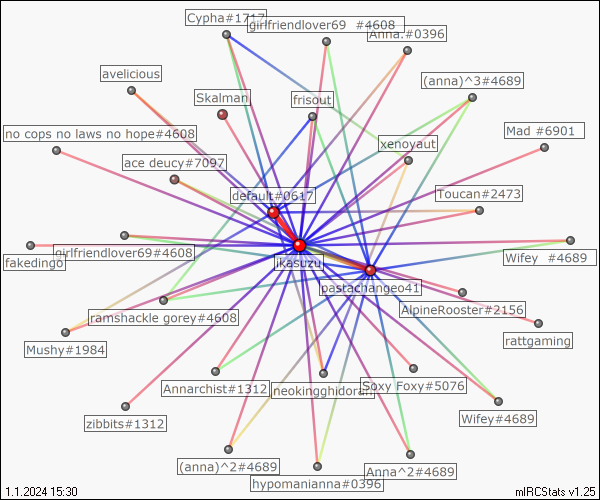 Cypha#1717
girlfriendlover69 #4608
Anna.#0396
avelicious
(anna)^3#4689
Skalman
frisout
no cops no laws no hope#4608
Mad #6901
xenoyaut
ace deucy#7097
default#0617
Toucan#2473
girlfriendlover69#4608
fakedingo
ikasuzu
Wifey #4689
pastachangeo41
AlpineRooster#2156
ramshackle gorey#4608
rattgaming
Mushy#1984
Annarchist#1312
neokingghidorah
Soxy Foxy#5076
zibbits#1312
Wifey#4689
(anna)^2#4689
Anna^2#4689
hypomanianna#0396
1.1.2024 15:30
mIRCStats v1.25